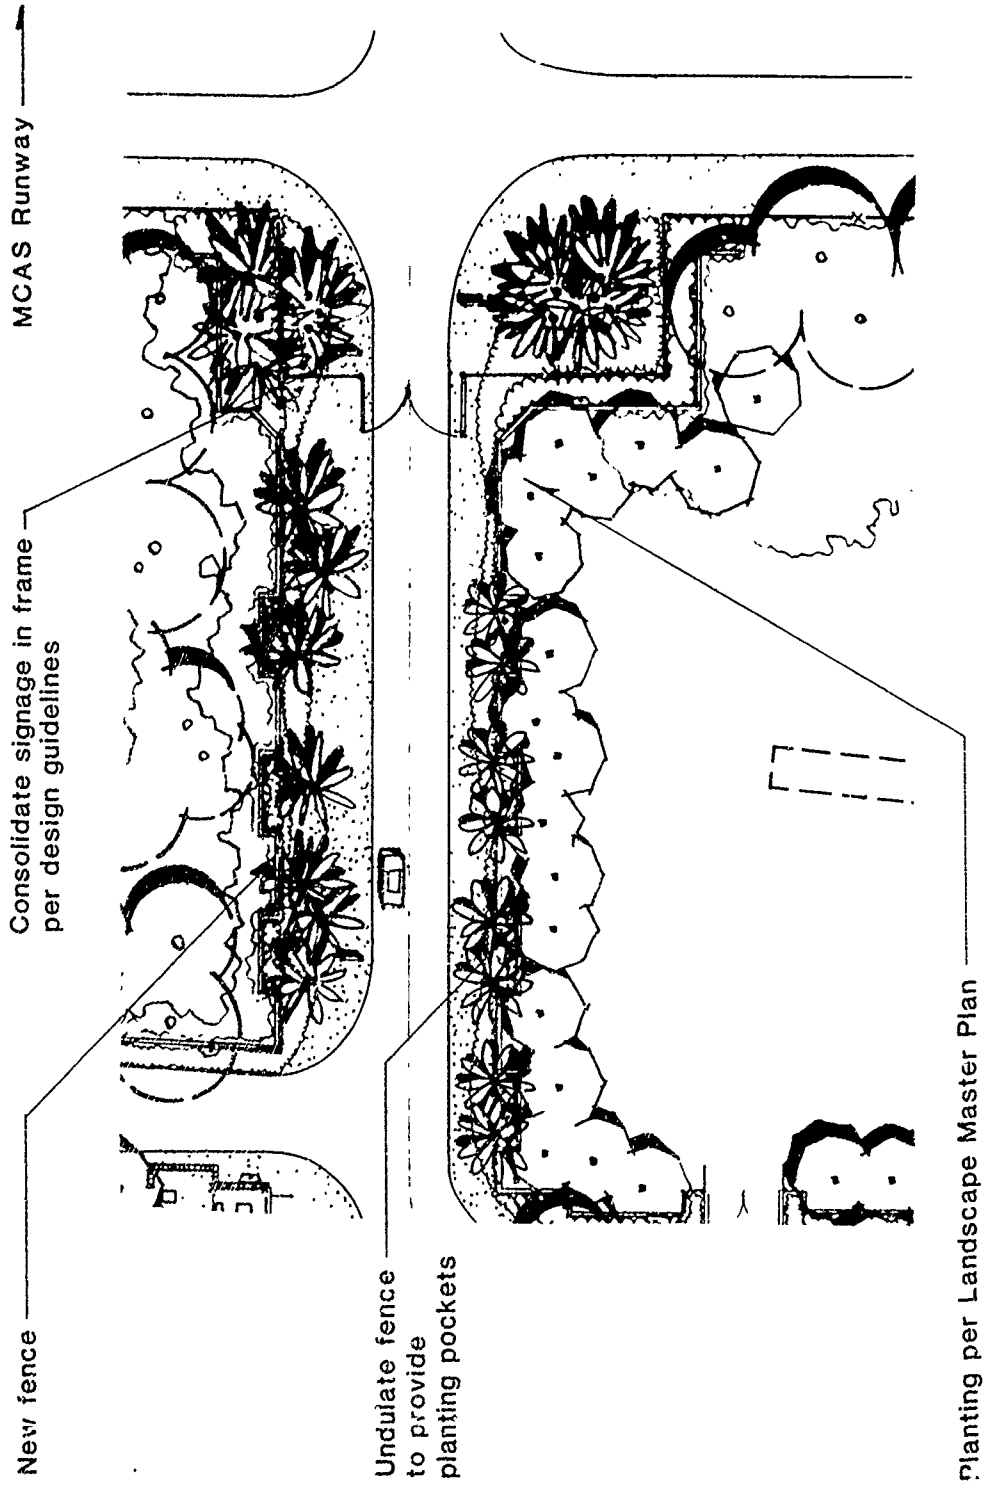 MCAS Runway
Consolidate signage in frame
per design guidelines
New fence
Undulate fence
to provide
planting pockets
Planting per Landscape Master Plan